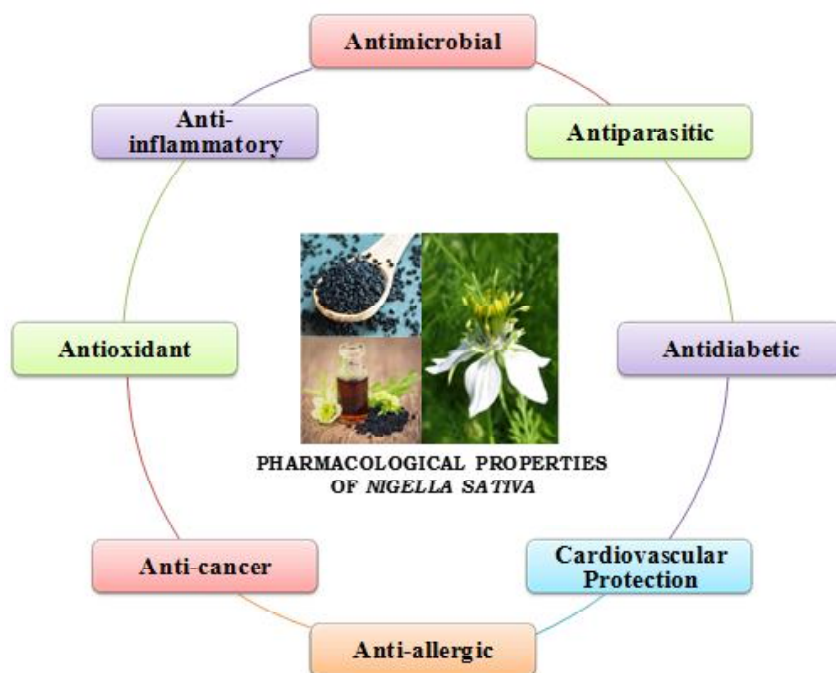 Antimicrobial
Antiparasitic
Antidiabetic
Cardiovascular
Protection
Anti-allergic
Anti-cancer
Antioxidant
Anti-
inflammatory
PHARMACOLOGICAL PROPERTIES
OF NIGELLA SATIVA